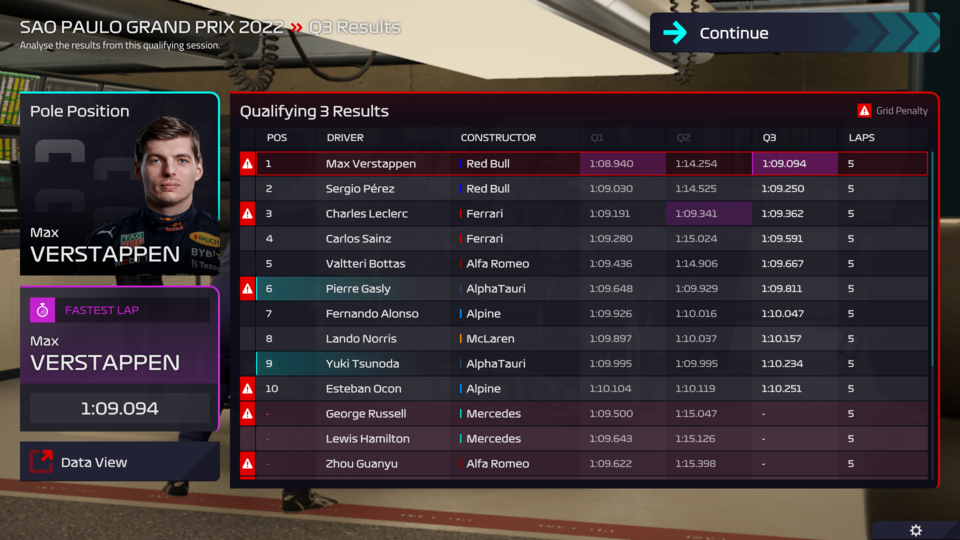 SAO PAULO GRAND PRIX 2022 » Q3 Results
Analyse the results from this qualifying session.
Continue
Pole Position
Max
VERSTAPPEN
FASTEST LAP
Max
VERSTAPPEN
1:09.094
Data View
Qualifying 3 Results
Grid Penalty
POS DRIVER CONSTRUCTOR Q1 Q2 Q3 LAPS
1 Max Verstappen Red Bull 1:08.940 1:14.254 1:09.094 5
2 Sergio Pérez Red Bull 1:09.030 1:14.525 1:09.250 5
3 Charles Leclerc Ferrari 1:09.191 1:09.341 1:09.362 5
4 Carlos Sainz Ferrari 1:09.280 1:15.024 1:09.591 5
5 Valtteri Bottas Alfa Romeo 1:09.436 1:14.906 1:09.667 5
6 Pierre Gasly AlphaTauri 1:09.648 1:09.929 1:09.811 5
7 Fernando Alonso Alpine 1:09.926 1:10.016 1:10.047 5
8 Lando Norris McLaren 1:09.897 1:10.037 1:10.157 5
9 Yuki Tsunoda AlphaTauri 1:09.995 1:09.995 1:10.234 5
10 Esteban Ocon Alpine 1:10.104 1:10.119 1:10.251 5
- George Russell Mercedes 1:09.500 1:15.047 - 5
- Lewis Hamilton Mercedes 1:09.643 1:15.126 - 5
- Zhou Guanyu Alfa Romeo 1:09.622 1:15.398 - 5